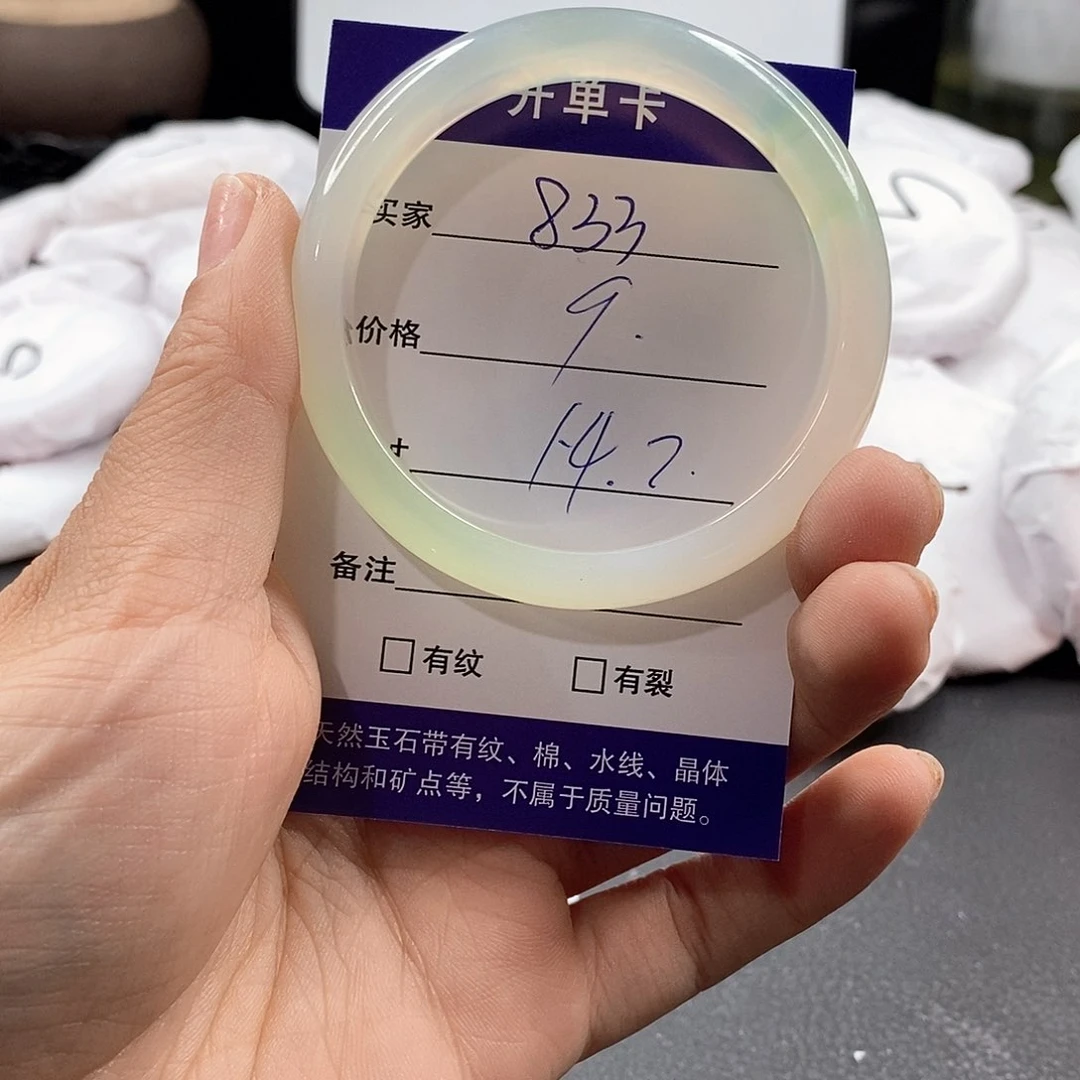 开单卡
买家 833
价格 9.
14.7.
备注
□有纹 □有裂
天然玉石带有纹、棉、水线、晶体
结构和矿点等，不属于质量问题。